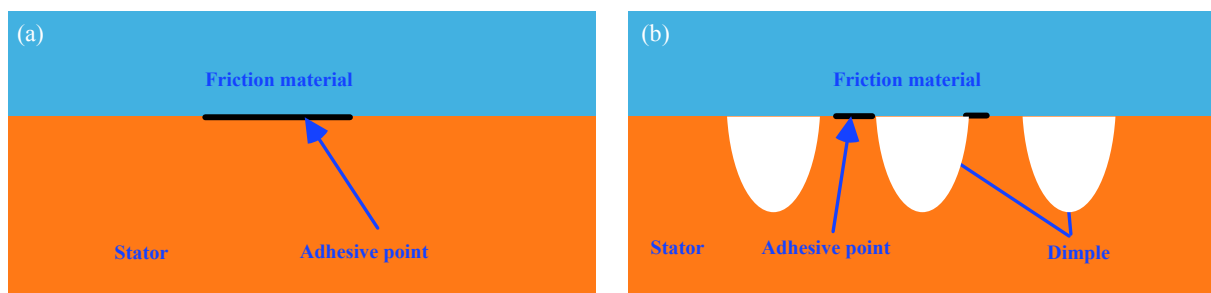 (a)
Friction material
Stator
Adhesive point
(b)
Friction material
Stator
Adhesive point
Dimple